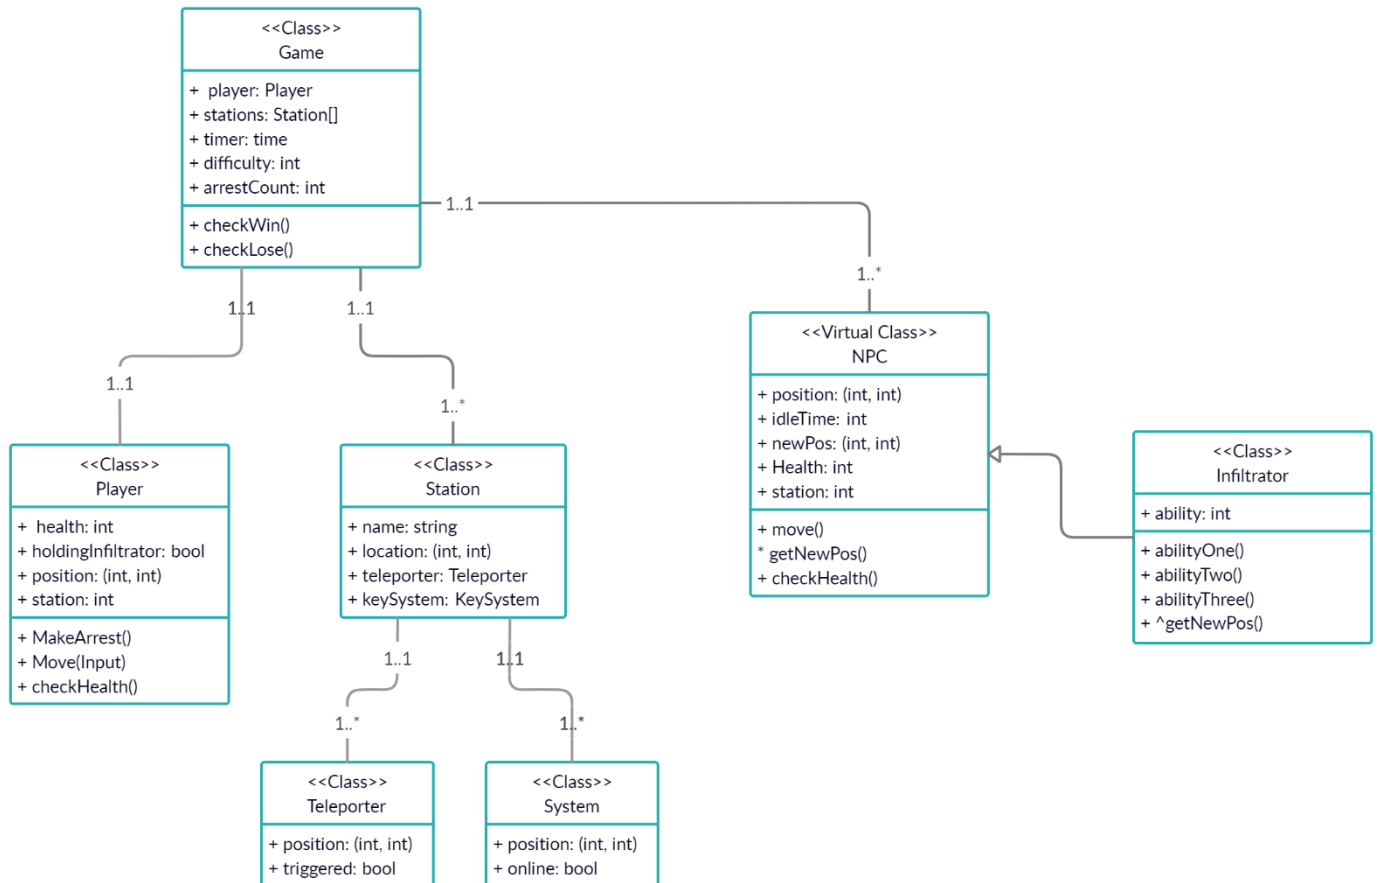 <<Class>>
Game
+ player: Player
+ stations: Station[]
+ timer: time
+ difficulty: int
+ arrestCount: int
+ checkWin()
+ checkLose()
1..1
1..1
1..1
1..*
1..1
1..*
<<Virtual Class>>
NPC
+ position: (int, int)
+ idleTime: int
+ newPos: (int, int)
+ Health: int
+ station: int
+ move()
* getNewPos()
+ checkHealth()
<<Class>>
Infiltrator
+ ability: int
+ abilityOne()
+ abilityTwo()
+ abilityThree()
+ ^getNewPos()
<<Class>>
Player
+ health: int
+ holdingInfiltrator: bool
+ position: (int, int)
+ station: int
+ MakeArrest()
+ Move(Input)
+ checkHealth()
<<Class>>
Station
+ name: string
+ location: (int, int)
+ teleporter: Teleporter
+ keySystem: KeySystem
1..1
1..1
1..*
1..*
<<Class>>
Teleporter
+ position: (int, int)
+ triggered: bool
<<Class>>
System
+ position: (int, int)
+ online: bool